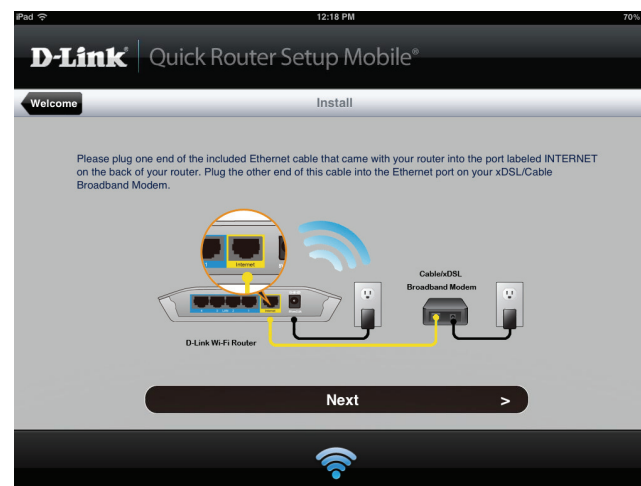 iPad 12:18 PM 70%
D-Link Quick Router Setup Mobile®
Welcome Install
Please plug one end of the included Ethernet cable that came with your router into the port labeled INTERNET
on the back of your router. Plug the other end of this cable into the Ethernet port on your xDSL/Cable
Broadband Modem.
Internet
Cable/xDSL
Broadband Modem
D-Link Wi-Fi Router
Next >